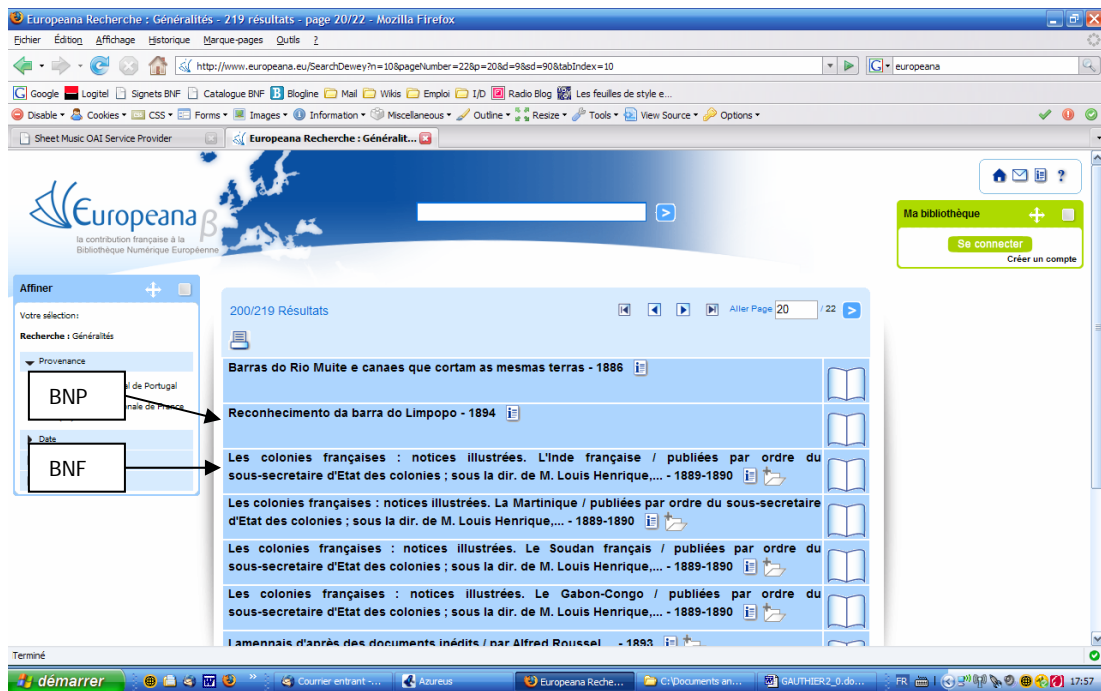 Europeana Recherche : Généralités - 219 résultats - page 20/22 - Mozilla Firefox
Fichier Édition Affichage Historique Marque-pages Outils ?
http://www.europeana.eu/SearchDewey?n=10&pageNumber=22&p=20&d=9&sd=90&tabIndex=10
europeana
Google Logitel Signets BNF Catalogue BNF Blogline Mail Wikis Emploi I/D Radio Blog Les feuilles de style e...
Disable Cookies CSS Forms Images Information Miscellaneous Outline Resize Tools View Source Options
Sheet Music OAI Service Provider
Europeana Recherche : Généralit...
Europeana β
la contribution française à la
Bibliothèque Numérique Européenne
Ma bibliothèque
Se connecter
Créer un compte
Affiner
Votre sélection:
Recherche : Généralités
Provenance
al de Portugal
nale de France
Date
BNP
BNF
200/219 Résultats
Aller Page 20 / 22
Barras do Rio Muite e canaes que cortam as mesmas terras - 1886
Reconhecimento da barra do Limpopo - 1894
Les colonies françaises : notices illustrées. L'Inde française / publiées par ordre du
sous-secretaire d'Etat des colonies ; sous la dir. de M. Louis Henrique,... - 1889-1890
Les colonies françaises : notices illustrées. La Martinique / publiées par ordre du sous-secretaire
d'Etat des colonies ; sous la dir. de M. Louis Henrique,... - 1889-1890
Les colonies françaises : notices illustrées. Le Soudan français / publiées par ordre du
sous-secretaire d'Etat des colonies ; sous la dir. de M. Louis Henrique,... - 1889-1890
Les colonies françaises : notices illustrées. Le Gabon-Congo / publiées par ordre du
sous-secretaire d'Etat des colonies ; sous la dir. de M. Louis Henrique,... - 1889-1890
Lamennais d'après des documents inédits / par Alfred Roussel,... - 1893
Terminé
démarrer
Courrier entrant -...
Azureus
Europeana Reche...
C:\Documents an...
GAUTHIER2_0.do...
FR
17:57